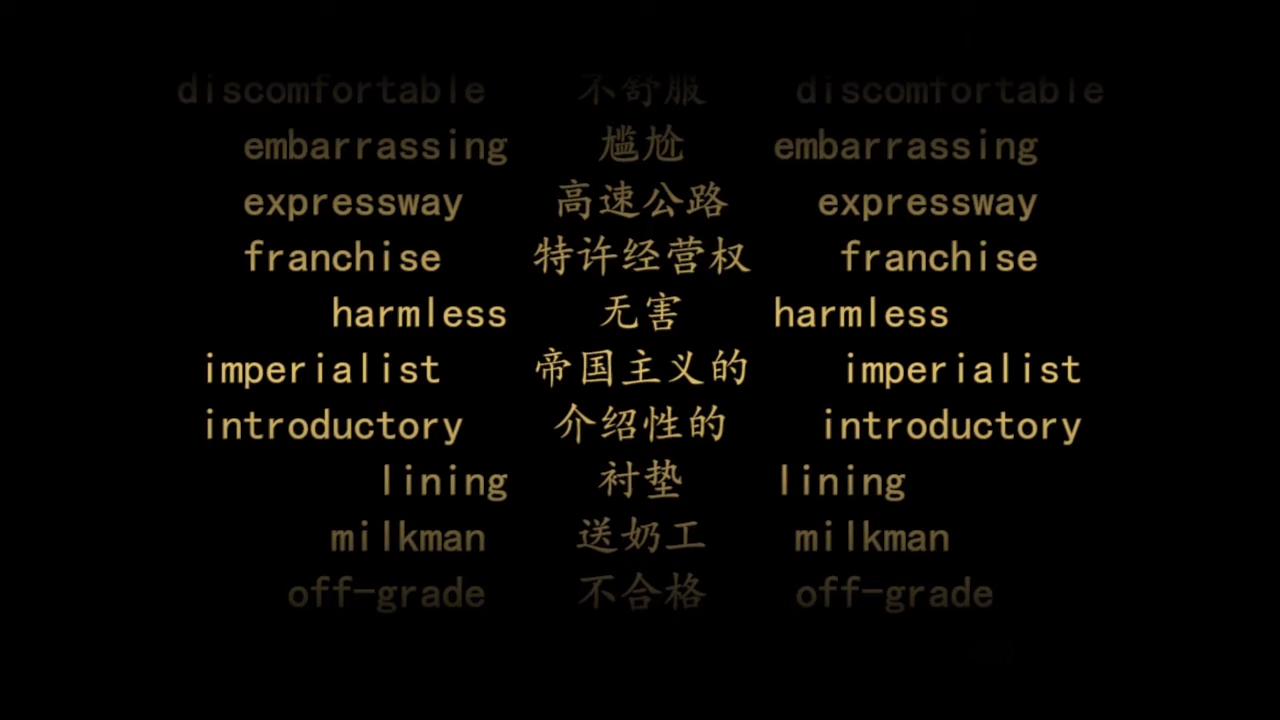 discomfortable 不舒服 discomfortable
embarrassing 尴尬 embarrassing
expressway 高速公路 expressway
franchise 特许经营权 franchise
harmless 无害 harmless
imperialist 帝国主义的 imperialist
introductory 介绍性的 introductory
lining 衬垫 lining
milkman 送奶工 milkman
off-grade 不合格 off-grade